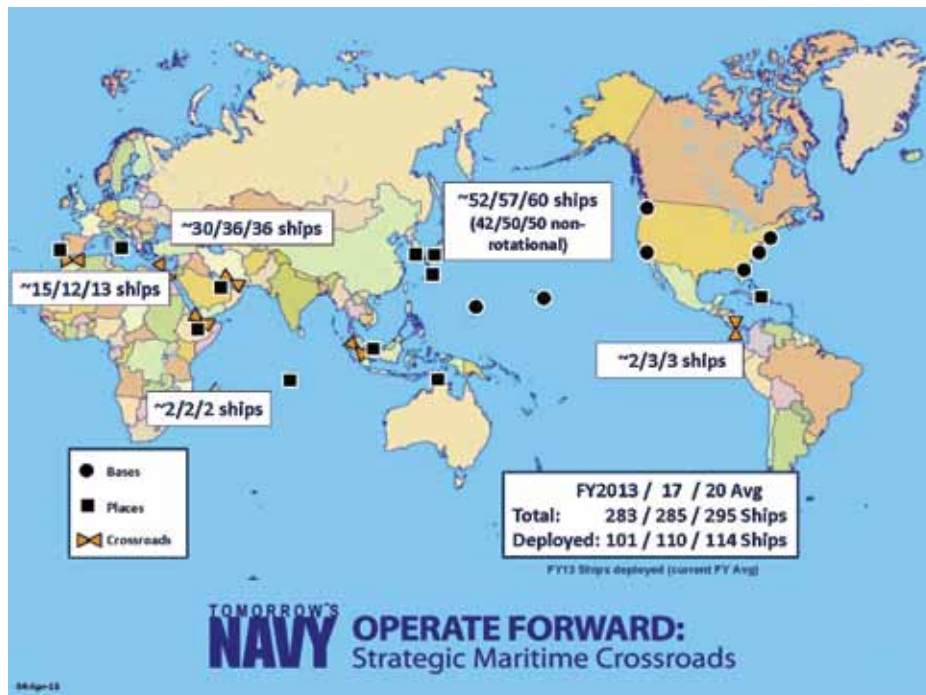 ~52/57/60 ships
(42/50/50 non-
rotational)
~30/36/36 ships
~15/12/13 ships
~2/3/3 ships
~2/2/2 ships
Bases
Places
Crossroads
FY2013 / 17 / 20 Avg
Total: 283 / 285 / 295 Ships
Deployed: 101 / 110 / 114 Ships
FY13 Ships deployed (current FY Avg)
TOMORROW'S
NAVY
OPERATE FORWARD:
Strategic Maritime Crossroads